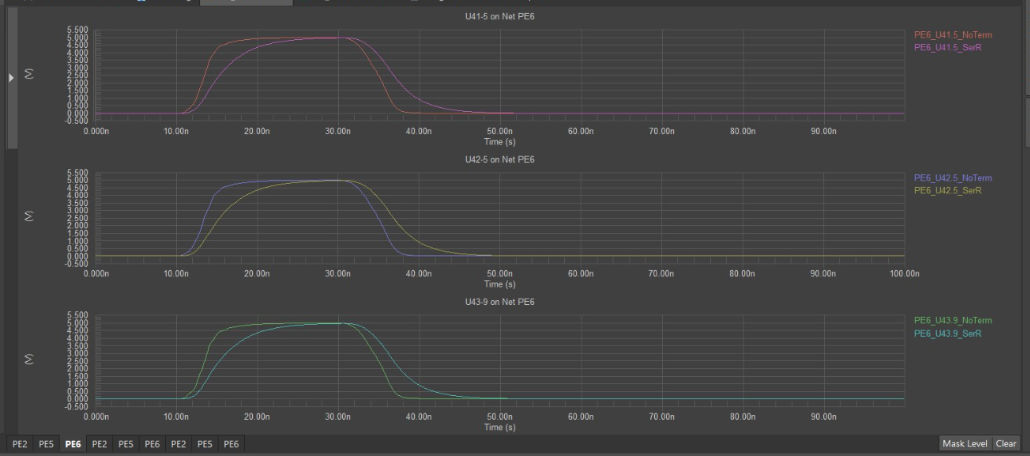 U41-5 on Net PE6
5.500
5.000
4.500
4.000
3.500
3.000
2.500
2.000
1.500
1.000
0.500
0.000
-0.500
(V)
0.000n 10.00n 20.00n 30.00n 40.00n 50.00n 60.00n 70.00n 80.00n 90.00n
Time (s)
PE6_U41.5_NoTerm
PE6_U41.5_SerR
U42-5 on Net PE6
5.500
5.000
4.500
4.000
3.500
3.000
2.500
2.000
1.500
1.000
0.500
0.000
-0.500
(V)
0.000n 10.00n 20.00n 30.00n 40.00n 50.00n 60.00n 70.00n 80.00n 90.00n 100.00n
Time (s)
PE6_U42.5_NoTerm
PE6_U42.5_SerR
U43-9 on Net PE6
5.500
5.000
4.500
4.000
3.500
3.000
2.500
2.000
1.500
1.000
0.500
0.000
-0.500
(V)
0.000n 10.00n 20.00n 30.00n 40.00n 50.00n 60.00n 70.00n 80.00n 90.00n
Time (s)
PE6_U43.9_NoTerm
PE6_U43.9_SerR
PE2 PE5 PE6 PE2 PE5 PE6 PE2 PE5 PE6 Mask Level Clear